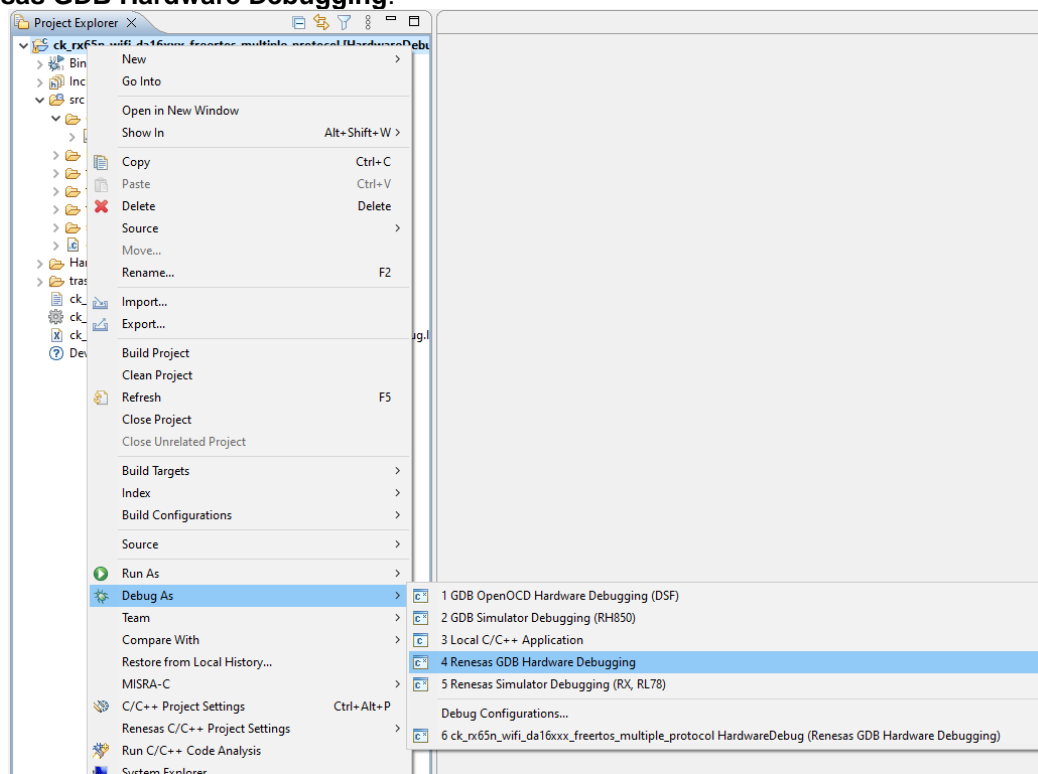 sas GDB Hardware Debugging.
Project Explorer
ck_rx65n_wifi_da16xxx_freertos_multiple_protocol [HardwareDebu
Bin
Inc
src
Har
tras
ck_
ck_
ck_ ug.l
Dev
New
Go Into
Open in New Window
Show In Alt+Shift+W >
Copy Ctrl+C
Paste Ctrl+V
Delete Delete
Source
Move...
Rename... F2
Import...
Export...
Build Project
Clean Project
Refresh F5
Close Project
Close Unrelated Project
Build Targets
Index
Build Configurations
Source
Run As
Debug As
Team
Compare With
Restore from Local History...
MISRA-C
C/C++ Project Settings Ctrl+Alt+P
Renesas C/C++ Project Settings
Run C/C++ Code Analysis
System Explorer
1 GDB OpenOCD Hardware Debugging (DSF)
2 GDB Simulator Debugging (RH850)
3 Local C/C++ Application
4 Renesas GDB Hardware Debugging
5 Renesas Simulator Debugging (RX, RL78)
Debug Configurations...
6 ck_rx65n_wifi_da16xxx_freertos_multiple_protocol HardwareDebug (Renesas GDB Hardware Debugging)